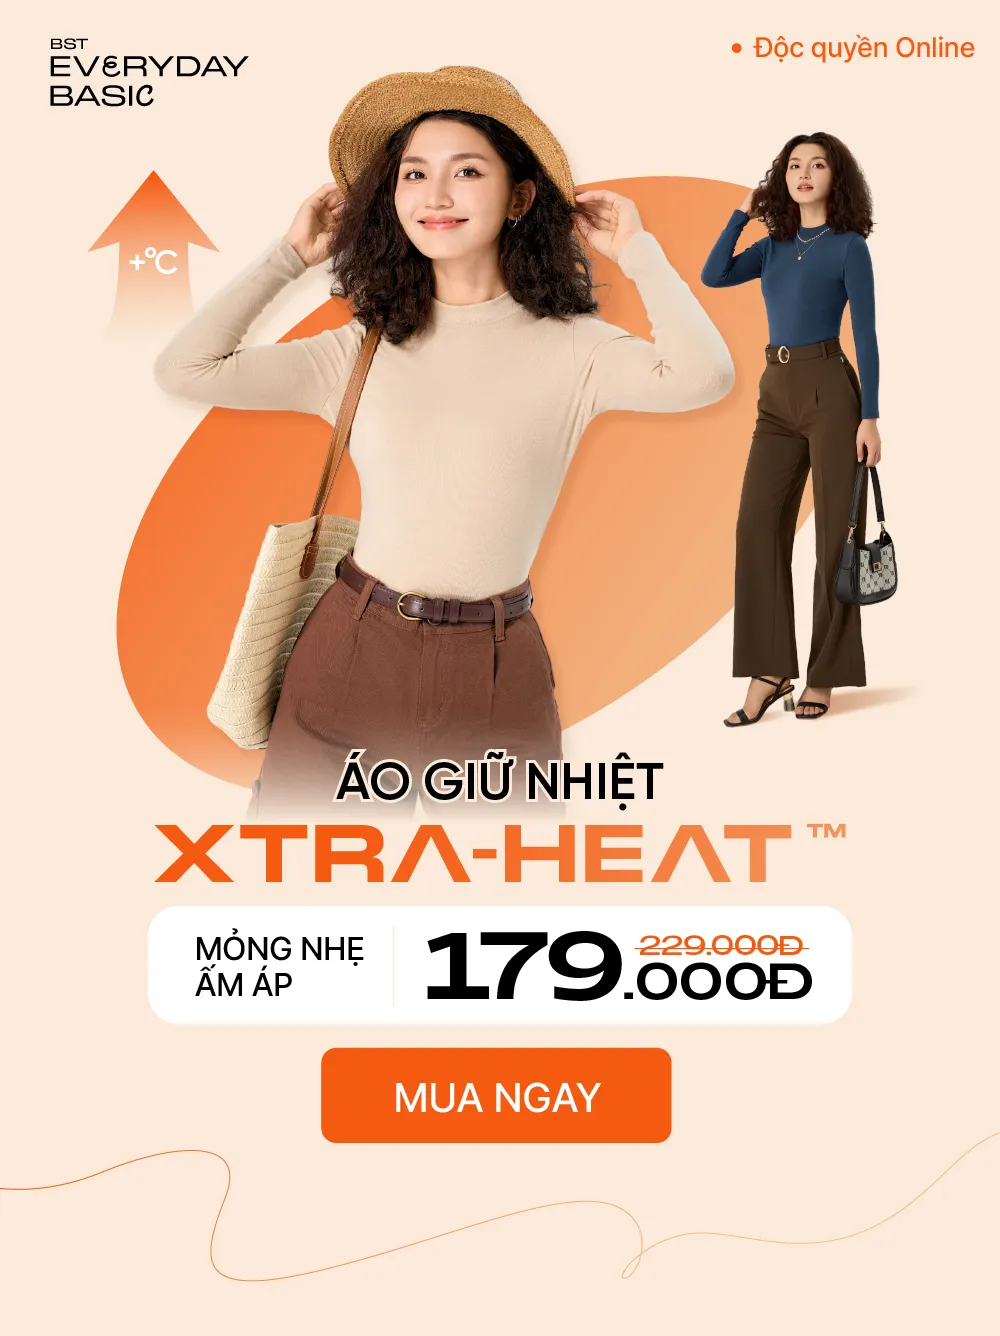 BST
EVERYDAY
BASIC
• Độc quyền Online
+°C
ÁO GIỮ NHIỆT
XTRA-HEAT™
MỎNG NHẸ
ẤM ÁP
229.000Đ
179.000Đ
MUA NGAY